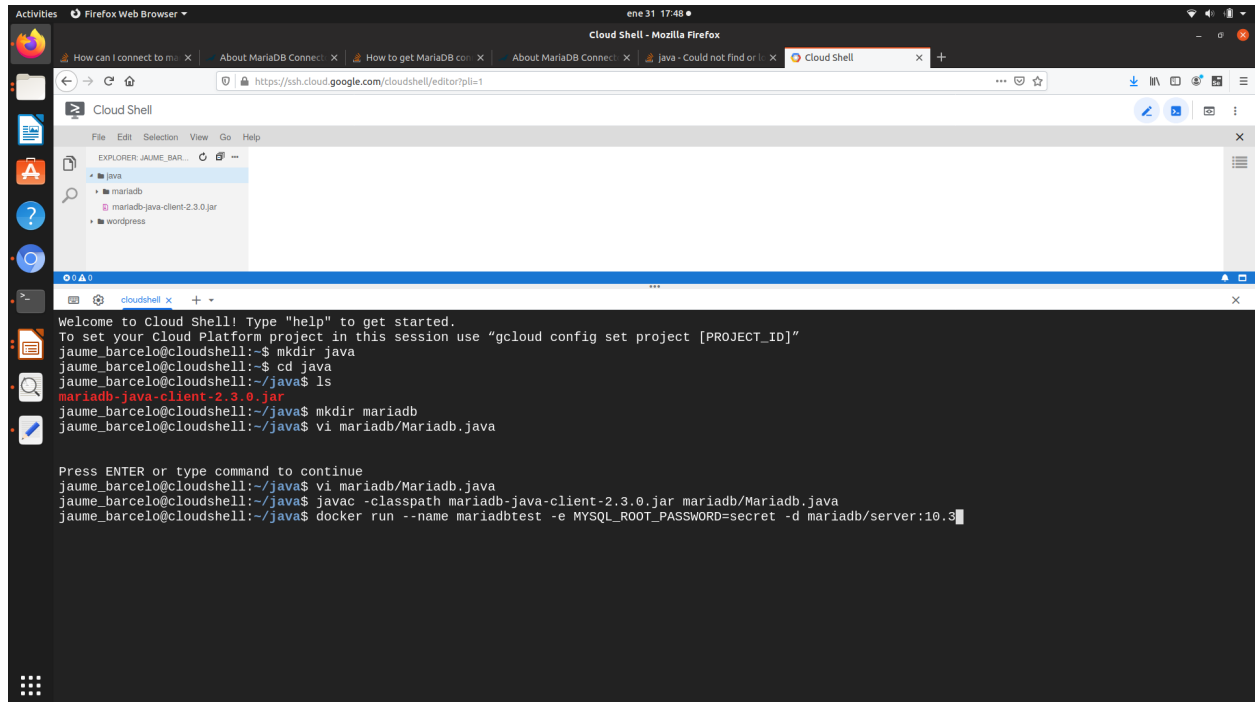 Activities Firefox Web Browser ene 31 17:48
Cloud Shell - Mozilla Firefox
How can I connect to ma About MariaDB Connect How to get MariaDB con About MariaDB Connect java - Could not find or lo Cloud Shell
https://ssh.cloud.google.com/cloudshell/editor?pli=1
Cloud Shell
File Edit Selection View Go Help
EXPLORER: JAUME_BAR...
java
mariadb
mariadb-java-client-2.3.0.jar
wordpress
0 0
cloudshell
Welcome to Cloud Shell! Type "help" to get started.
To set your Cloud Platform project in this session use “gcloud config set project [PROJECT_ID]”
jaume_barcelo@cloudshell:~$ mkdir java
jaume_barcelo@cloudshell:~$ cd java
jaume_barcelo@cloudshell:~/java$ ls
mariadb-java-client-2.3.0.jar
jaume_barcelo@cloudshell:~/java$ mkdir mariadb
jaume_barcelo@cloudshell:~/java$ vi mariadb/Mariadb.java
Press ENTER or type command to continue
jaume_barcelo@cloudshell:~/java$ vi mariadb/Mariadb.java
jaume_barcelo@cloudshell:~/java$ javac -classpath mariadb-java-client-2.3.0.jar mariadb/Mariadb.java
jaume_barcelo@cloudshell:~/java$ docker run --name mariadbtest -e MYSQL_ROOT_PASSWORD=secret -d mariadb/server:10.3